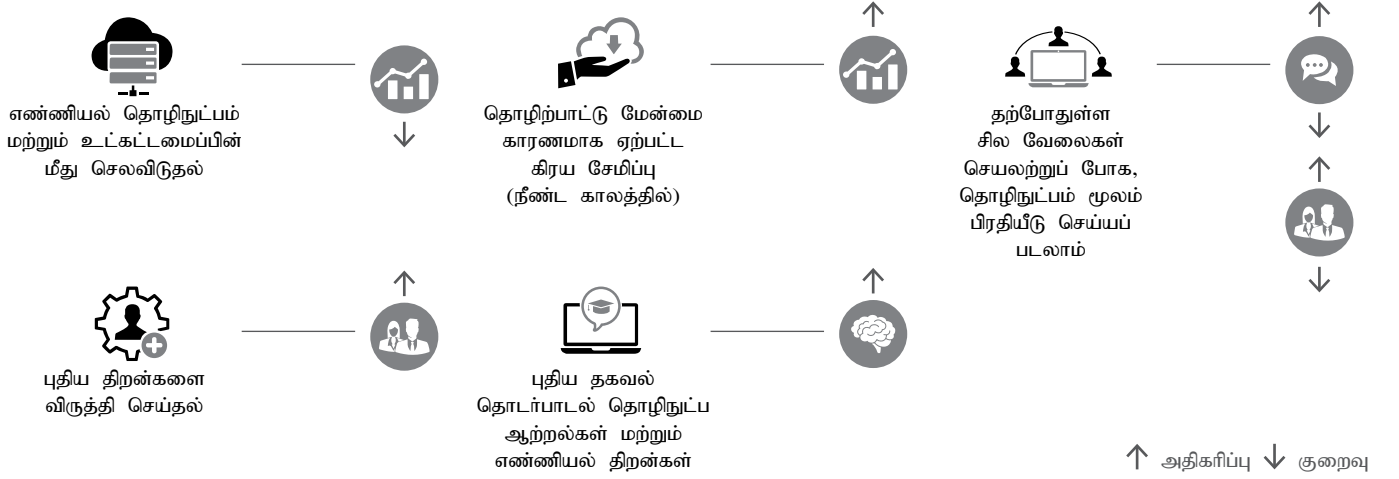 எண்ணியல் தொழிநுட்பம்
மற்றும் உட்கட்டமைப்பின்
மீது செலவிடுதல்
தொழிற்பாட்டு மேன்மை
காரணமாக ஏற்பட்ட
கிரய சேமிப்பு
(நீண்ட காலத்தில்)
தற்போதுள்ள
சில வேலைகள்
செயலற்றுப் போக,
தொழிநுட்பம் மூலம்
பிரதியீடு செய்யப்
படலாம்
புதிய திறன்களை
விருத்தி செய்தல்
புதிய தகவல்
தொடர்பாடல் தொழிநுட்ப
ஆற்றல்கள் மற்றும்
எண்ணியல் திறன்கள்
அதிகரிப்பு குறைவு